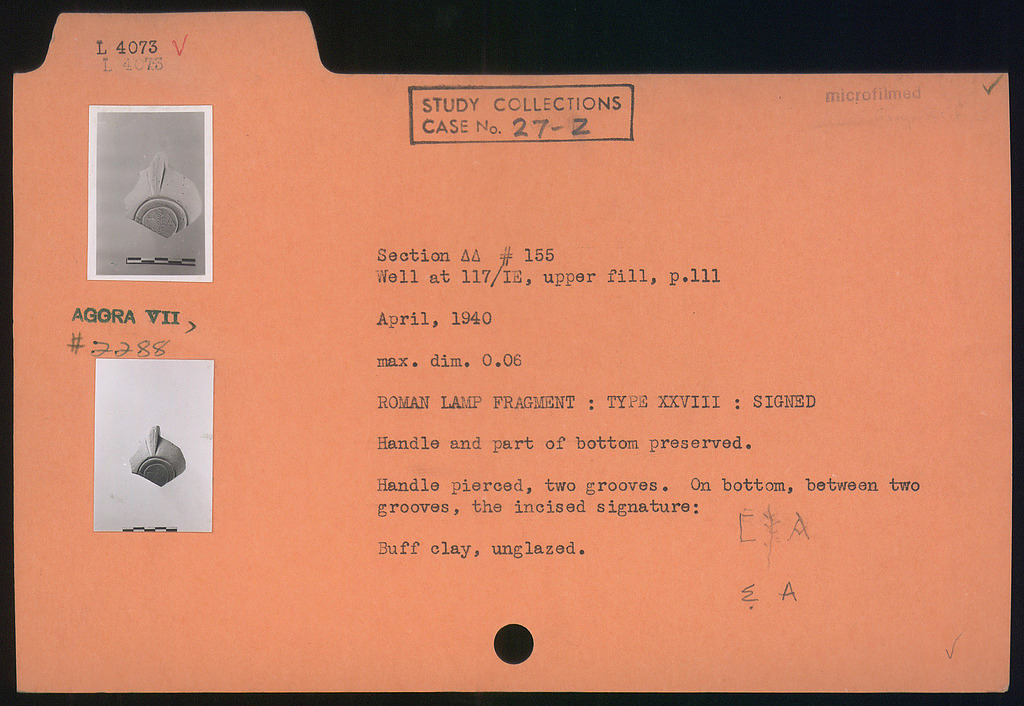 L 4073 ✓
L 4073
STUDY COLLECTIONS
CASE No. 27-Z
microfilmed ✓
AGORA VII,
#2288
Section ΔΔ # 155
Well at 117/IE, upper fill, p.111
April, 1940
max. dim. 0.06
ROMAN LAMP FRAGMENT : TYPE XXVIII : SIGNED
Handle and part of bottom preserved.
Handle pierced, two grooves. On bottom, between two
grooves, the incised signature:
Buff clay, unglazed.
Σ A